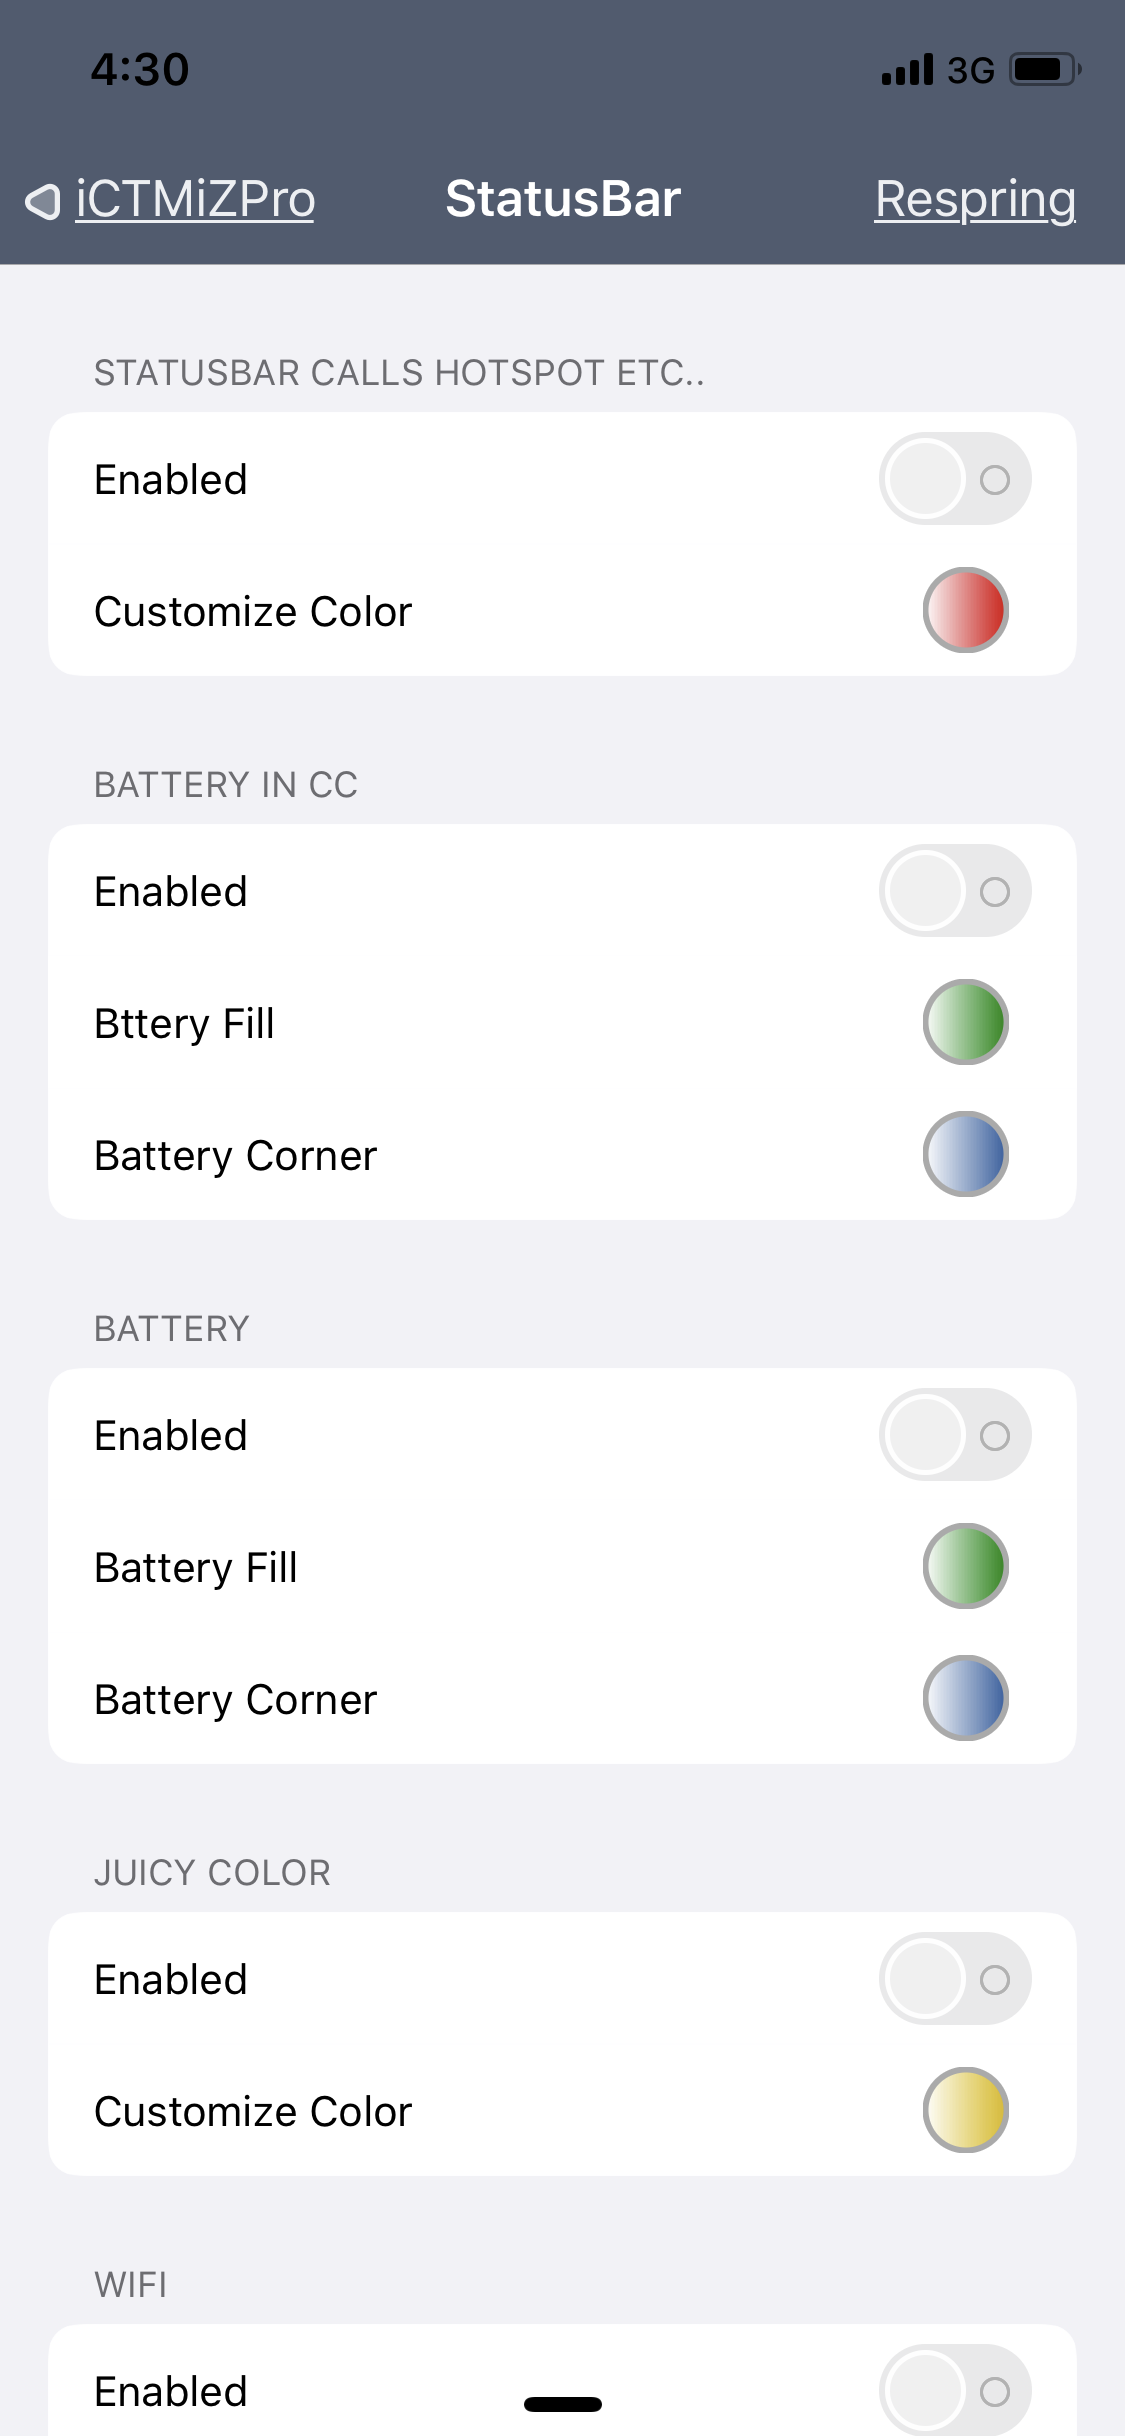 4:30 3G
iCTMiZPro StatusBar Respring
STATUSBAR CALLS HOTSPOT ETC..
Enabled
Customize Color
BATTERY IN CC
Enabled
Bttery Fill
Battery Corner
BATTERY
Enabled
Battery Fill
Battery Corner
JUICY COLOR
Enabled
Customize Color
WIFI
Enabled